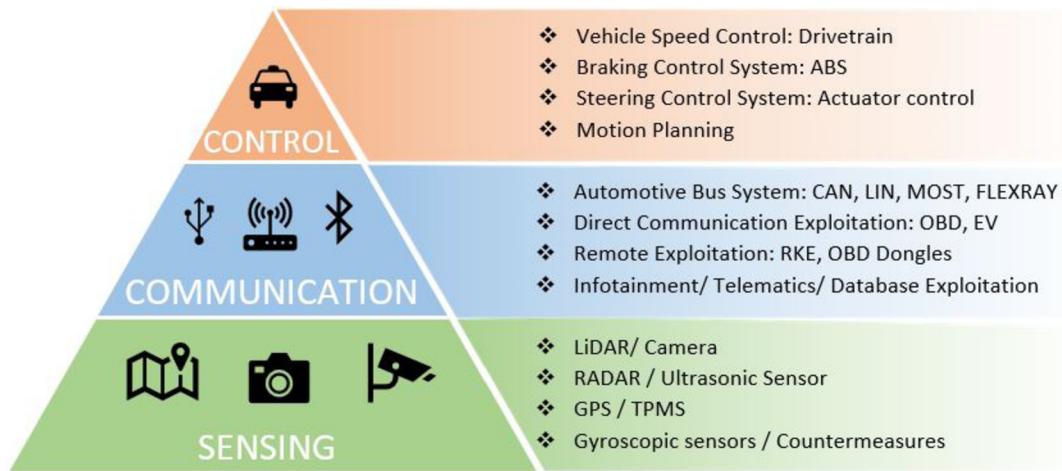 CONTROL
Vehicle Speed Control: Drivetrain
Braking Control System: ABS
Steering Control System: Actuator control
Motion Planning
COMMUNICATION
Automotive Bus System: CAN, LIN, MOST, FLEXRAY
Direct Communication Exploitation: OBD, EV
Remote Exploitation: RKE, OBD Dongles
Infotainment/ Telematics/ Database Exploitation
SENSING
LiDAR/ Camera
RADAR / Ultrasonic Sensor
GPS / TPMS
Gyroscopic sensors / Countermeasures